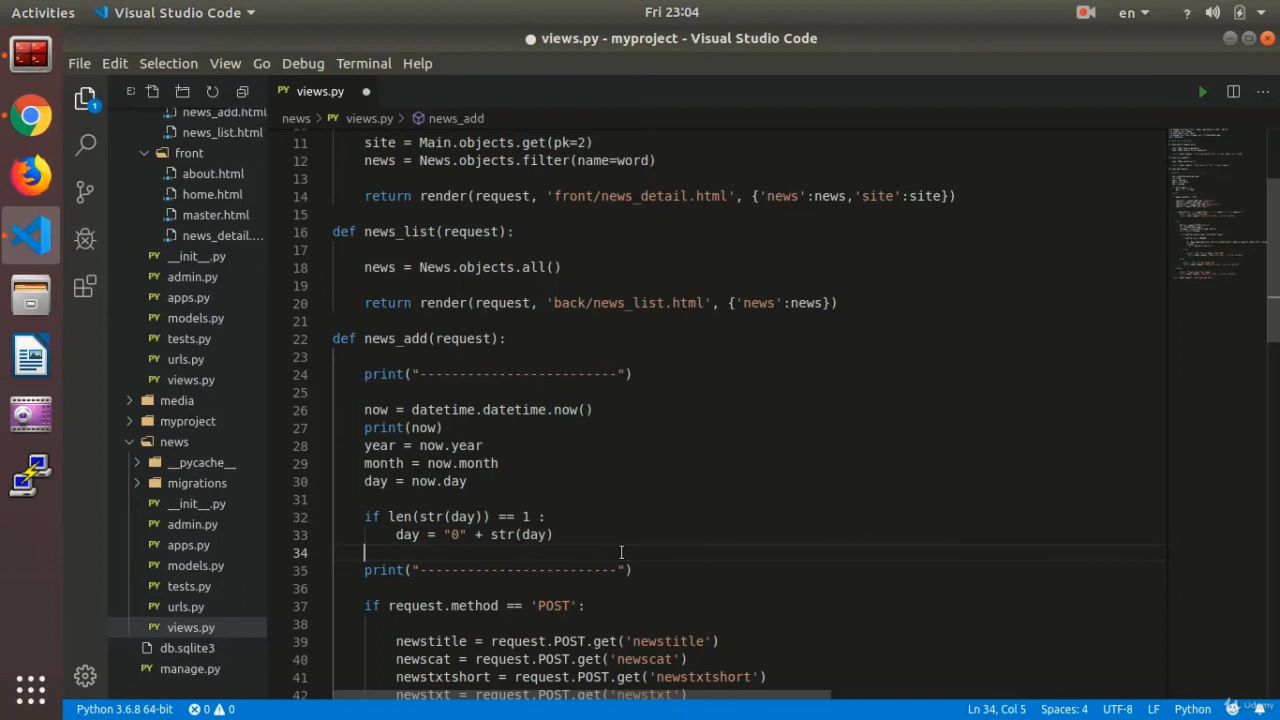 Activities
Visual Studio Code
Fri 23:04
en
views.py - myproject - Visual Studio Code
File Edit Selection View Go Debug Terminal Help
views.py
news > views.py > news_add
1
news_add.html
news_list.html
front
about.html
home.html
master.html
news_detail....
__init__.py
admin.py
apps.py
models.py
tests.py
urls.py
views.py
media
myproject
news
__pycache__
migrations
__init__.py
admin.py
apps.py
models.py
tests.py
urls.py
views.py
db.sqlite3
manage.py
11 site = Main.objects.get(pk=2)
12 news = News.objects.filter(name=word)
13
14 return render(request, 'front/news_detail.html', {'news':news,'site':site})
15
16 def news_list(request):
17
18 news = News.objects.all()
19
20 return render(request, 'back/news_list.html', {'news':news})
21
22 def news_add(request):
23
24 print("-------------------------")
25
26 now = datetime.datetime.now()
27 print(now)
28 year = now.year
29 month = now.month
30 day = now.day
31
32 if len(str(day)) == 1 :
33 day = "0" + str(day)
34
35 print("-------------------------")
36
37 if request.method == 'POST':
38
39 newstitle = request.POST.get('newstitle')
40 newscat = request.POST.get('newscat')
41 newstxtshort = request.POST.get('newstxtshort')
42 newstxt = request.POST.get('newstxt')
Python 3.6.8 64-bit 0 0
Ln 34, Col 5 Spaces: 4 UTF-8 LF Python
Udemy